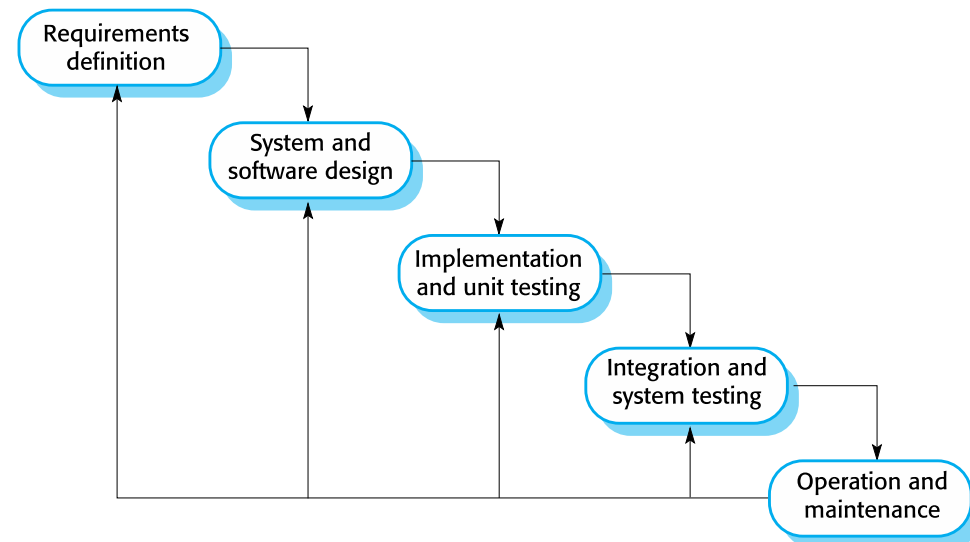 Requirements
definition
System and
software design
Implementation
and unit testing
Integration and
system testing
Operation and
maintenance